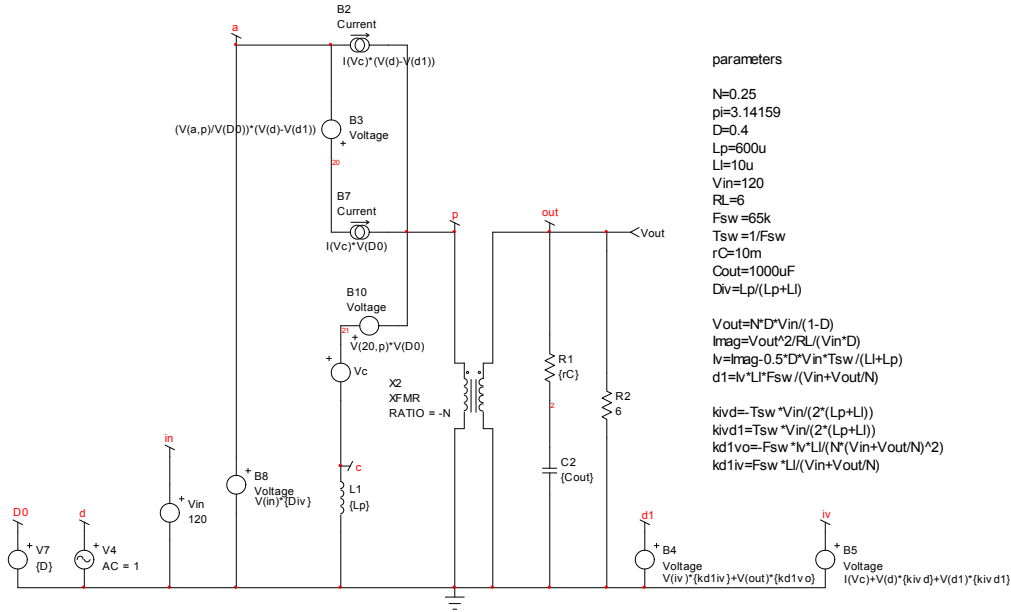 B2
Current
I(Vc)*(V(d)-V(d1))
a
(V(a,p)/V(D0))*(V(d)-V(d1))
B3
Voltage
20
B7
Current
I(Vc)*V(D0)
p
out
Vout
B10
Voltage
21
V(20,p)*V(D0)
Vc
X2
XFMR
RATIO = -N
R1
{rC}
2
R2
6
C2
{Cout}
c
L1
{Lp}
in
Vin
120
B8
Voltage
V(in)*{Div}
D0
V7
{D}
d
V4
AC = 1
d1
B4
Voltage
V(iv)*{kd1iv}+V(out)*{kd1vo}
iv
B5
Voltage
I(Vc)+V(d)*{kivd}+V(d1)*{kivd1}
parameters
N=0.25
pi=3.14159
D=0.4
Lp=600u
Ll=10u
Vin=120
RL=6
Fsw=65k
Tsw=1/Fsw
rC=10m
Cout=1000uF
Div=Lp/(Lp+Ll)
Vout=N*D*Vin/(1-D)
Imag=Vout^2/RL/(Vin*D)
Iv=Imag-0.5*D*Vin*Tsw/(Ll+Lp)
d1=Iv*Ll*Fsw/(Vin+Vout/N)
kivd=-Tsw*Vin/(2*(Lp+Ll))
kivd1=Tsw*Vin/(2*(Lp+Ll))
kd1vo=-Fsw*Iv*Ll/(N*(Vin+Vout/N)^2)
kd1iv=Fsw*Ll/(Vin+Vout/N)